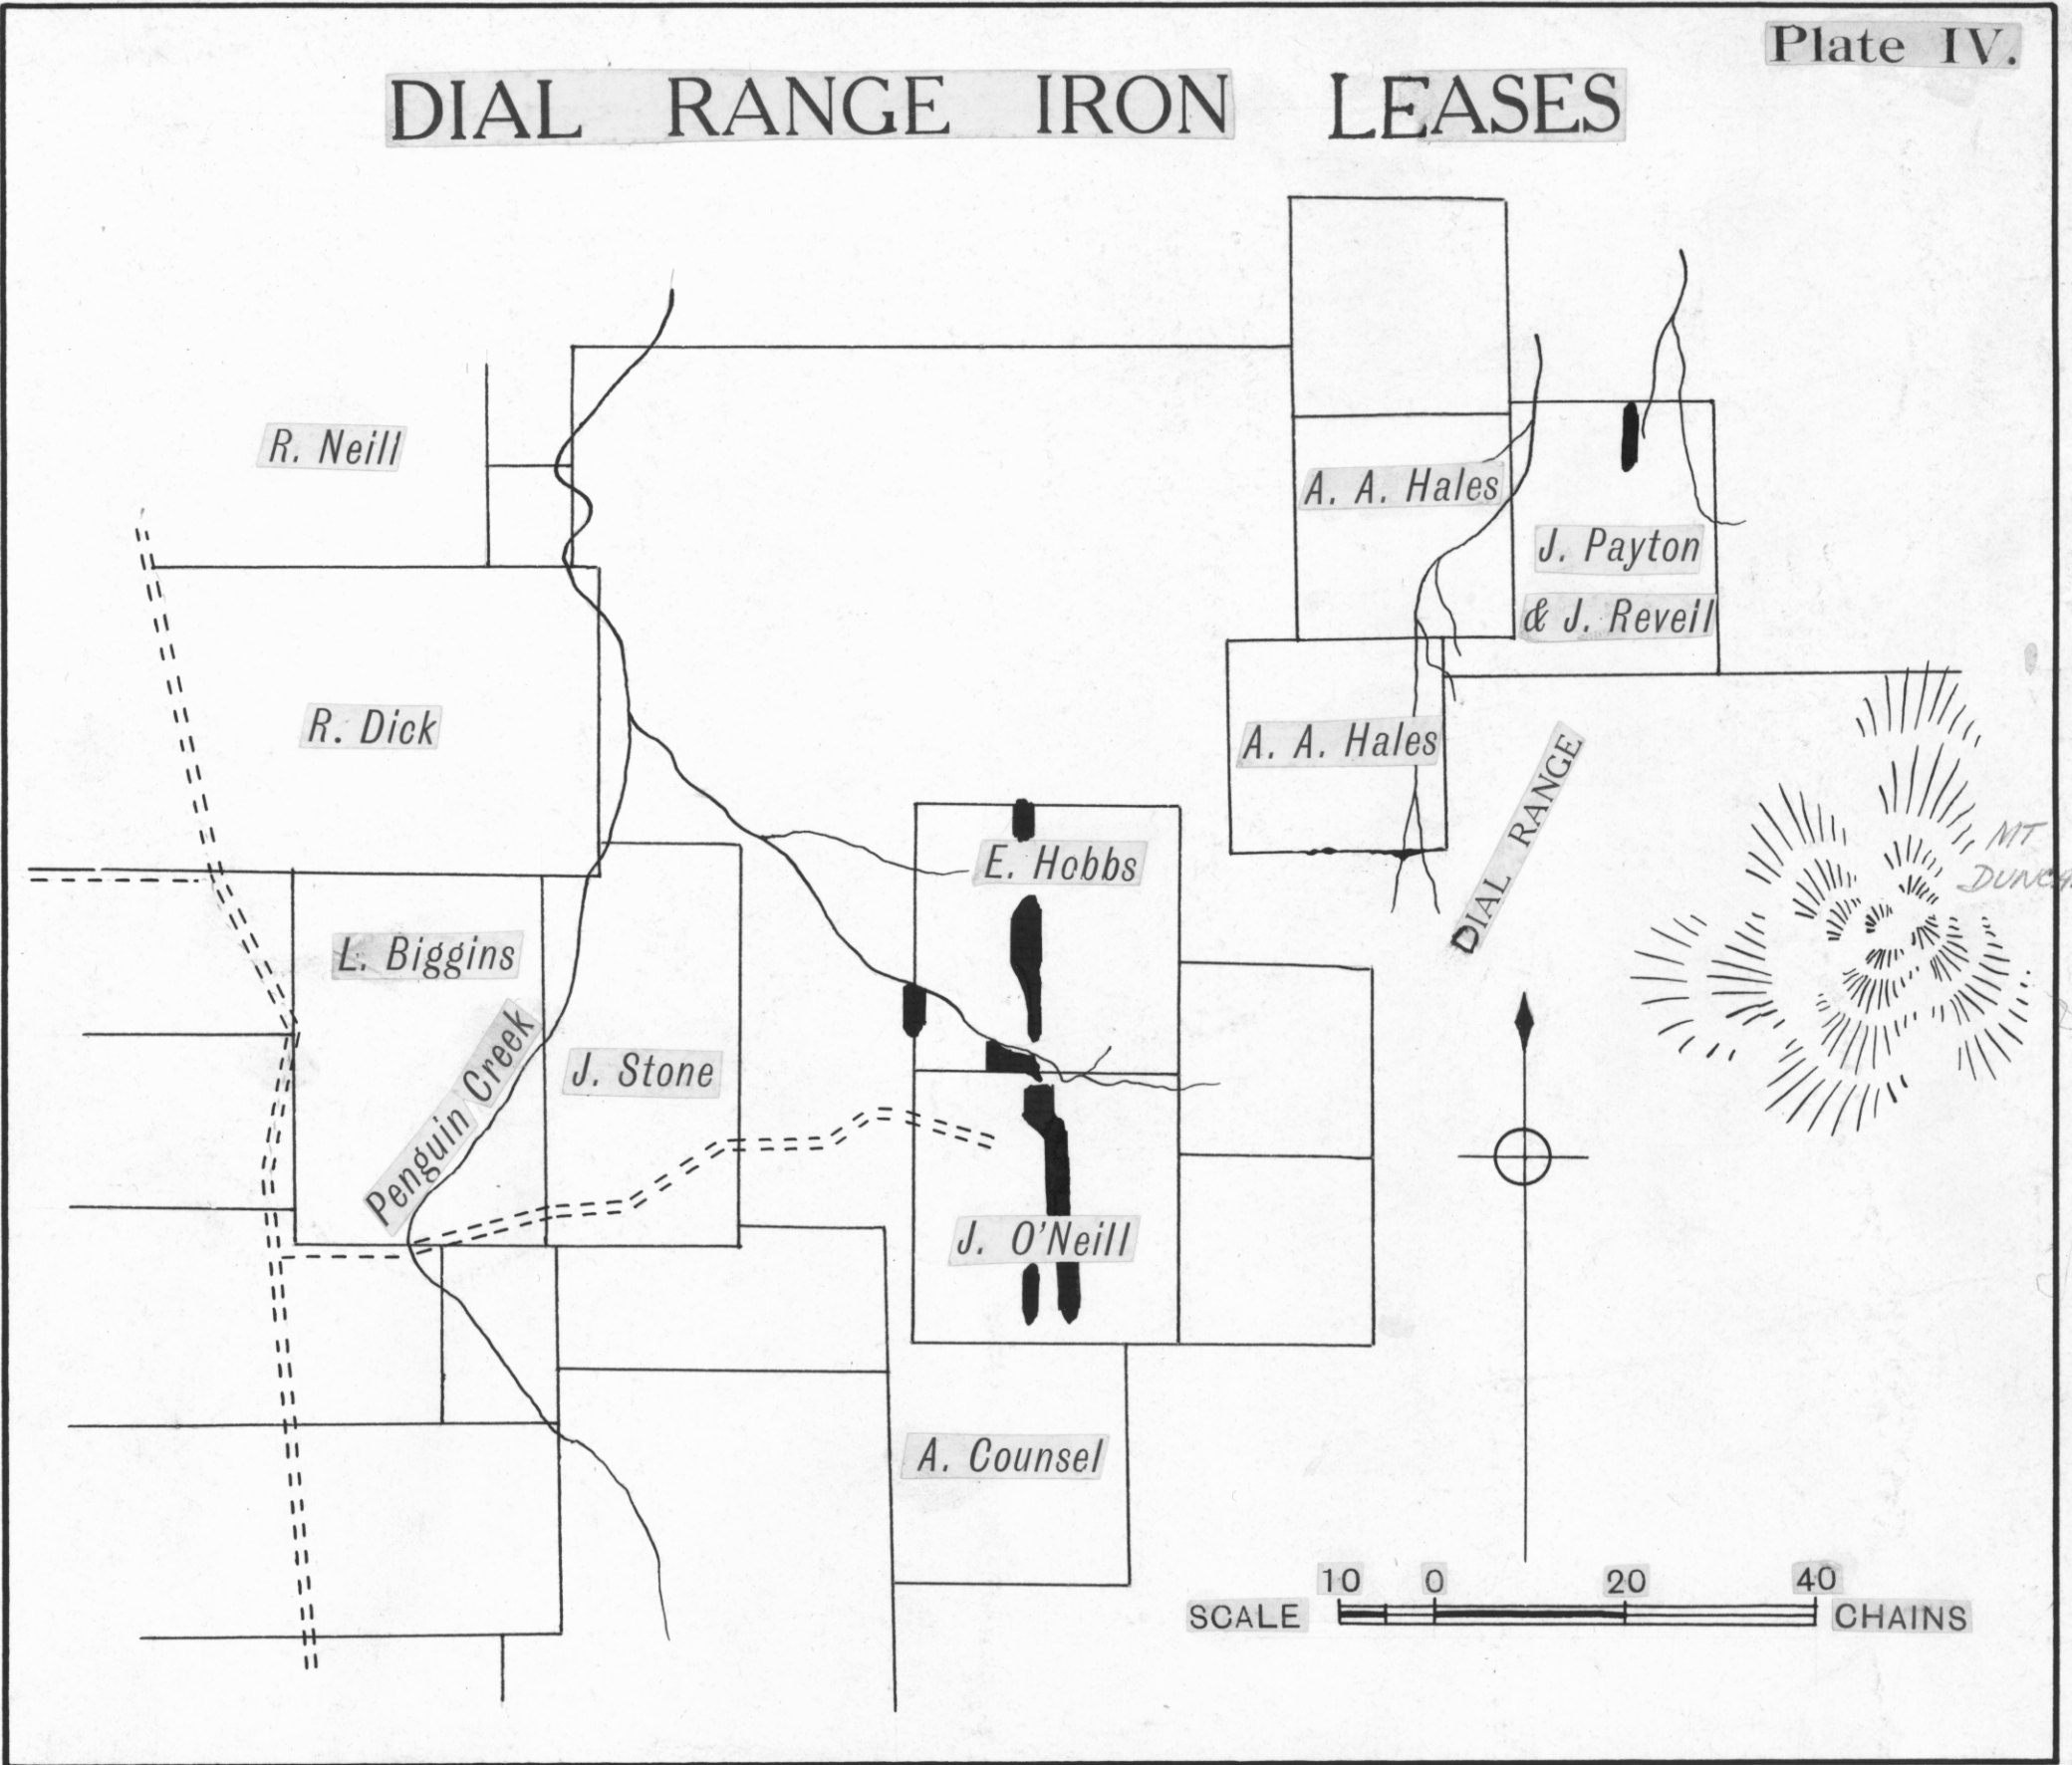 Plate IV.
DIAL RANGE IRON LEASES
R. Neill
A. A. Hales
J. Payton
& J. Reveil
R. Dick
A. A. Hales
DIAL RANGE
MT
E. Hobbs
L. Biggins
Penguin Creek
J. Stone
J. O'Neill
A. Counsel
10 0 20 40
SCALE CHAINS